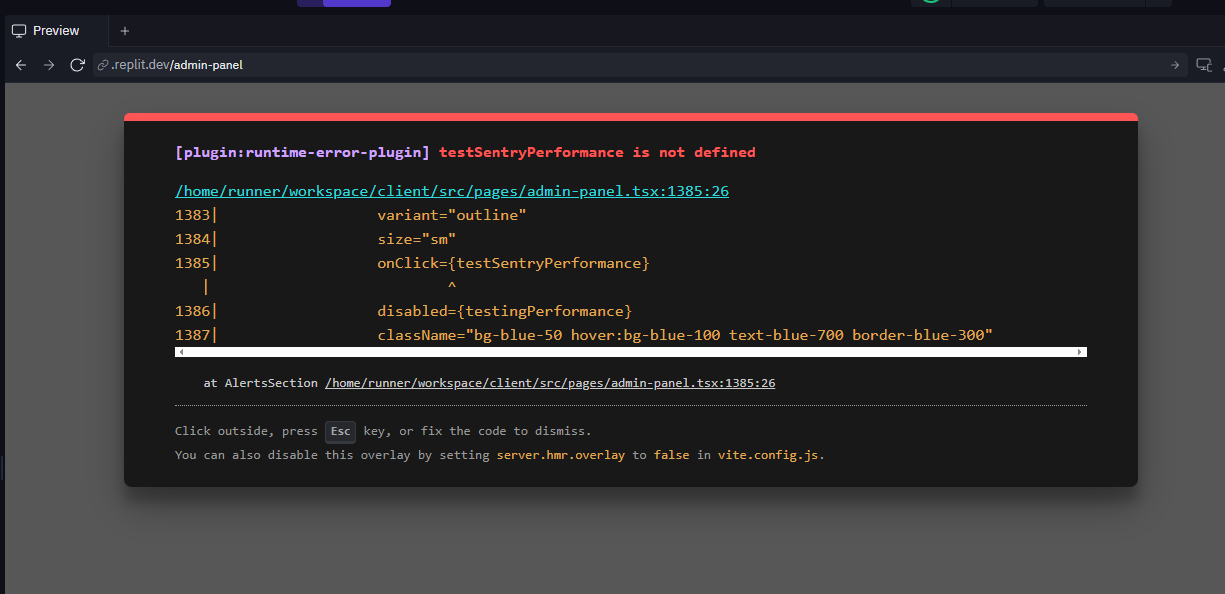 Preview
.replit.dev/admin-panel
[plugin:runtime-error-plugin] testSentryPerformance is not defined
/home/runner/workspace/client/src/pages/admin-panel.tsx:1385:26
1383|                  variant="outline"
1384|                  size="sm"
1385|                  onClick={testSentryPerformance}
    |                          ^
1386|                  disabled={testingPerformance}
1387|                  className="bg-blue-50 hover:bg-blue-100 text-blue-700 border-blue-300"
at AlertsSection /home/runner/workspace/client/src/pages/admin-panel.tsx:1385:26
Click outside, press Esc key, or fix the code to dismiss.
You can also disable this overlay by setting server.hmr.overlay to false in vite.config.js.